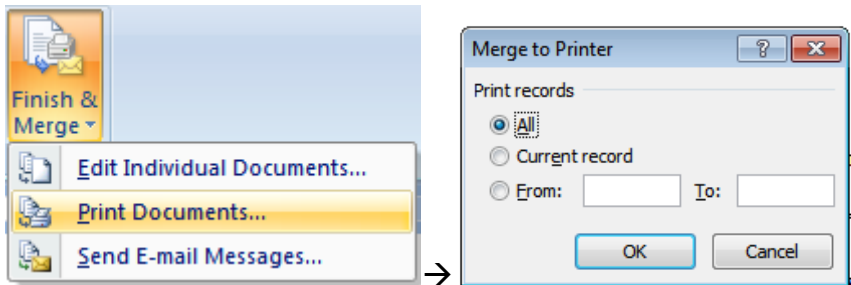 Finish &
Merge
Edit Individual Documents...
Print Documents...
Send E-mail Messages...
→
Merge to Printer
Print records
All
Current record
From: To:
OK Cancel